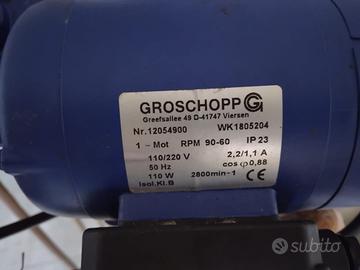 GROSCHOPP G
Greefsallee 49 D-41747 Viersen
Nr.12054900 WK1805204
1 ~ Mot RPM 90-60 IP 23
110/220 V 2,2/1,1 A
50 Hz cos φ 0,88
110 W 2800min-1
Isol.Kl.B
subito